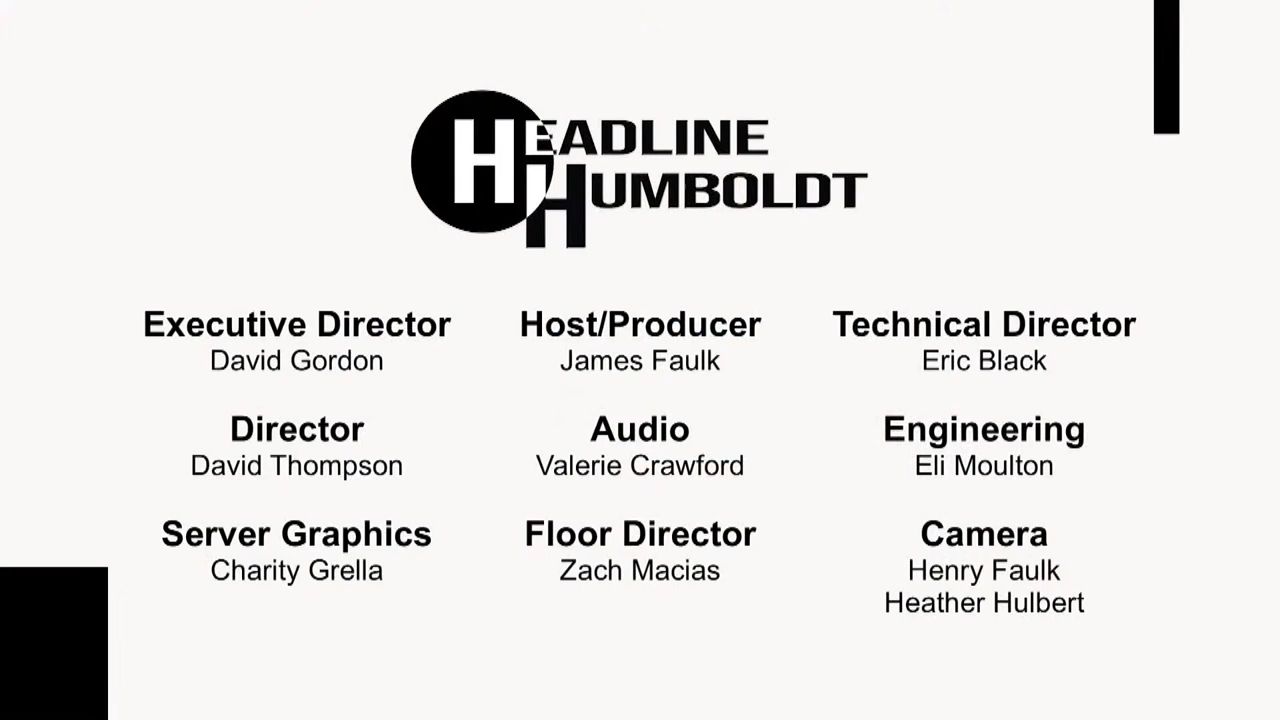 HEADLINE
HUMBOLDT
Executive Director
David Gordon
Host/Producer
James Faulk
Technical Director
Eric Black
Director
David Thompson
Audio
Valerie Crawford
Engineering
Eli Moulton
Server Graphics
Charity Grella
Floor Director
Zach Macias
Camera
Henry Faulk
Heather Hulbert